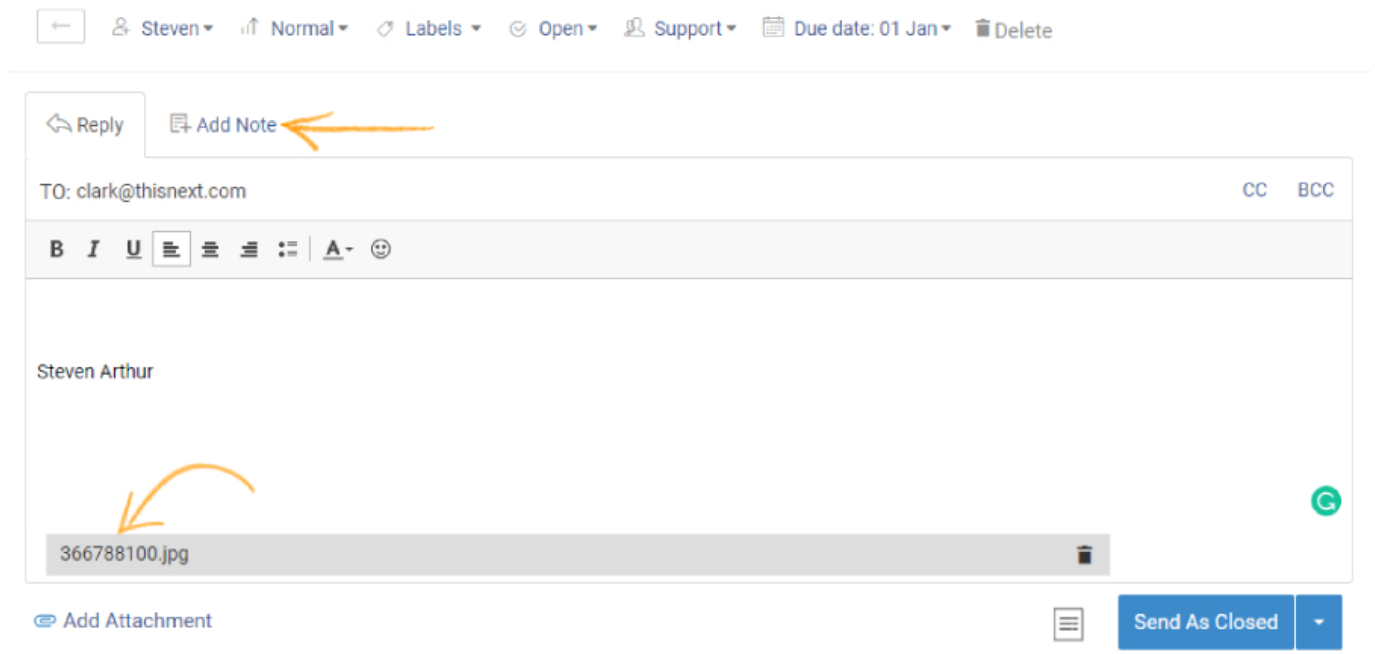 Steven Normal Labels Open Support Due date: 01 Jan Delete
Reply Add Note
TO: clark@thisnext.com CC BCC
B I U A
Steven Arthur
G
366788100.jpg
Add Attachment Send As Closed